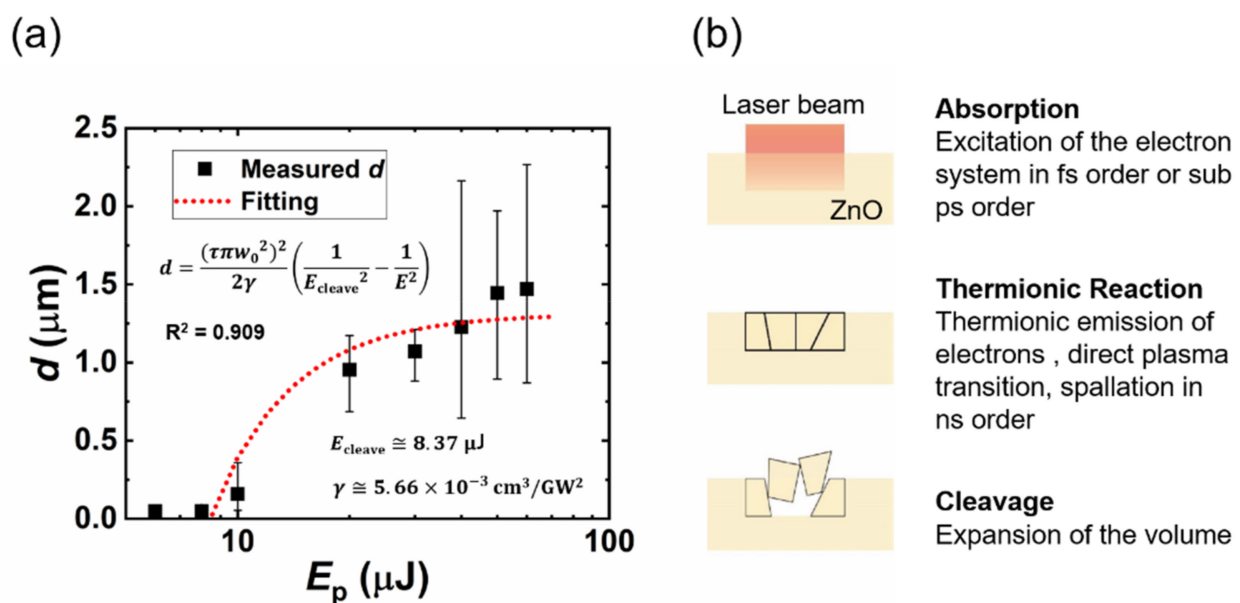 (a)
2.5
2.0
1.5
1.0
0.5
0.0
d (μm)
Measured d
Fitting
d = (τπw₀²)²/2γ (1/E_cleave² − 1/E²)
R² = 0.909
E_cleave ≅ 8.37 μJ
γ ≅ 5.66 × 10⁻³ cm³/GW²
10
100
E_p (μJ)
(b)
Laser beam
ZnO
Absorption
Excitation of the electron
system in fs order or sub
ps order
Thermionic Reaction
Thermionic emission of
electrons , direct plasma
transition, spallation in
ns order
Cleavage
Expansion of the volume